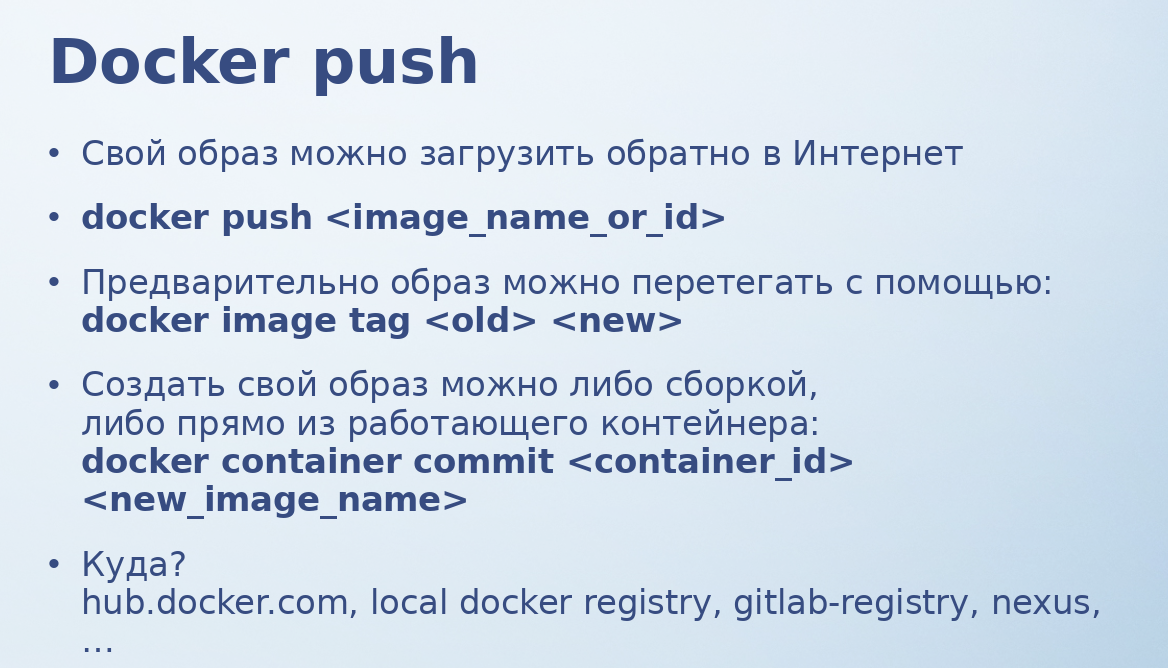 Docker push
• Свой образ можно загрузить обратно в Интернет
• docker push <image_name_or_id>
• Предварительно образ можно перетегать с помощью:
docker image tag <old> <new>
• Создать свой образ можно либо сборкой,
либо прямо из работающего контейнера:
docker container commit <container_id>
<new_image_name>
• Куда?
hub.docker.com, local docker registry, gitlab-registry, nexus,
…